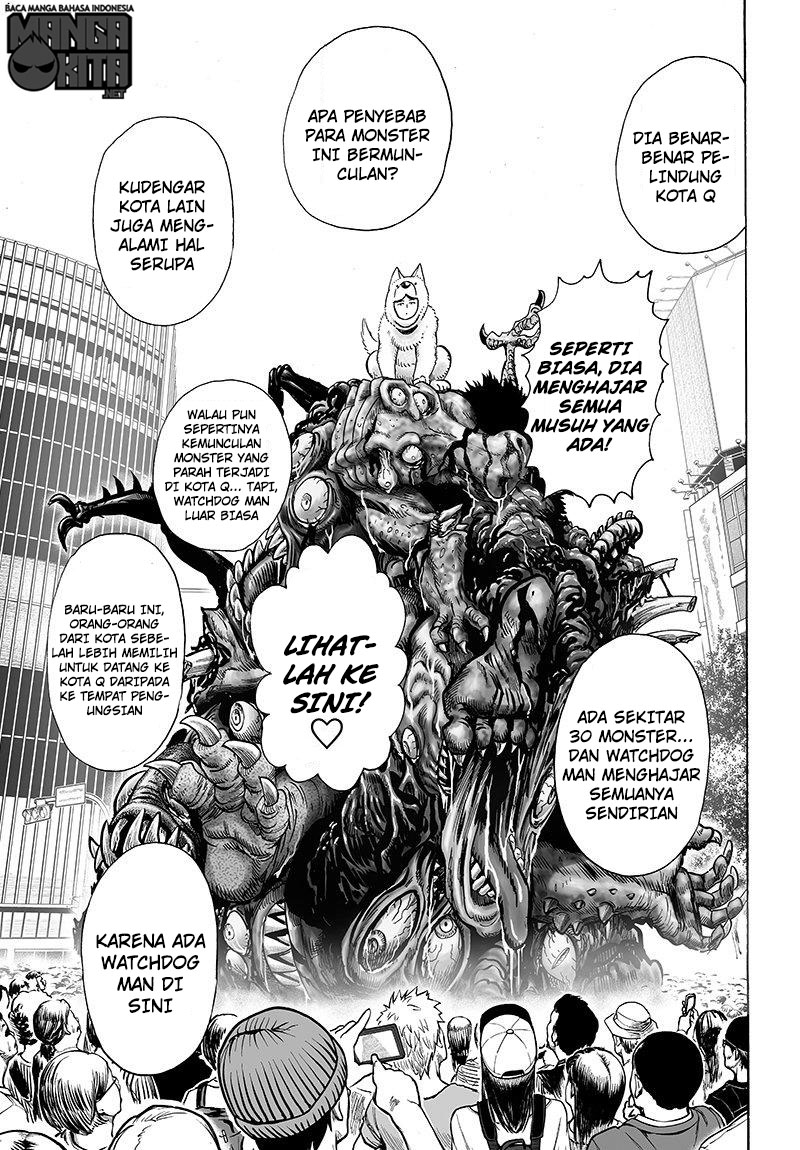 BACA MANGA BAHASA INDONESIA
MANGA
KITA
.NET
DIA BENAR-
BENAR PE-
LINDUNG
KOTA Q
APA PENYEBAB
PARA MONSTER
INI BERMUN-
CULAN?
KUDENGAR
KOTA LAIN
JUGA MENG-
ALAMI HAL
SERUPA
SEPERTI
BIASA, DIA
MENGHAJAR
SEMUA
MUSUH YANG
ADA!
WALAU PUN
SEPERTINYA
KEMUNCULAN
MONSTER YANG
PARAH TERJADI
DI KOTA Q... TAPI,
WATCHDOG MAN
LUAR BIASA
LIHAT-
LAH KE
SINI!
♡
BARU-BARU INI,
ORANG-ORANG
DARI KOTA SEBE-
LAH LEBIH MEMILIH
UNTUK DATANG KE
KOTA Q DARIPADA
KE TEMPAT PENG-
UNGSIAN
ADA SEKITAR
30 MONSTER...
DAN WATCHDOG
MAN MENGHAJAR
SEMUANYA
SENDIRIAN
KARENA ADA
WATCHDOG
MAN DI
SINI